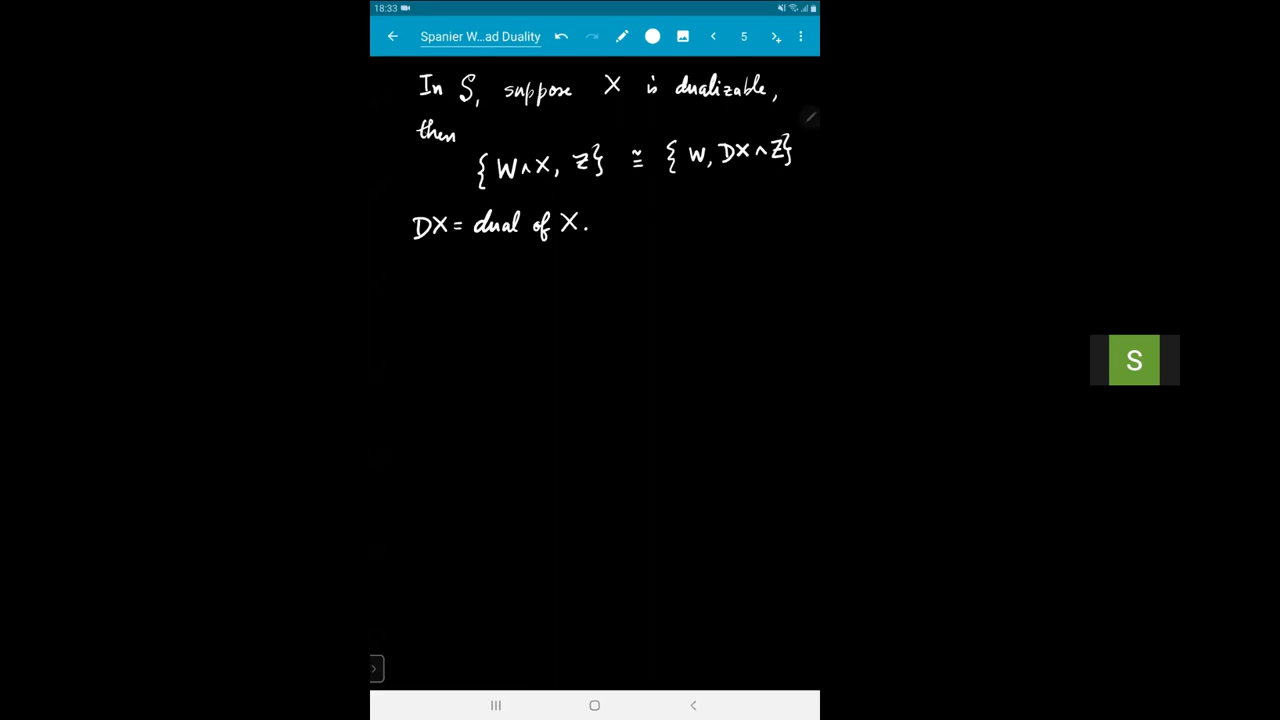 18:33
Spanier W...ad Duality 5
In S, suppose X is dualizable,
then
{W∧X, Z} ≅ {W, DX∧Z}
DX = dual of X.
S